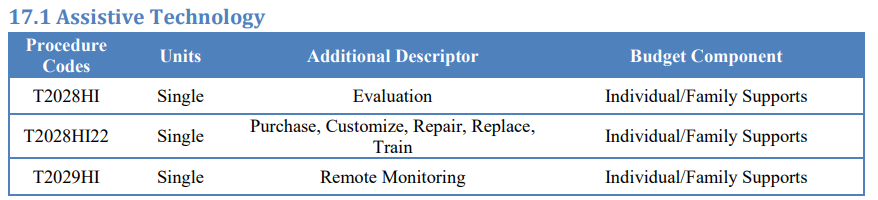 17.1 Assistive Technology
Procedure Codes Units Additional Descriptor Budget Component
T2028HI Single Evaluation Individual/Family Supports
T2028HI22 Single Purchase, Customize, Repair, Replace, Train Individual/Family Supports
T2029HI Single Remote Monitoring Individual/Family Supports